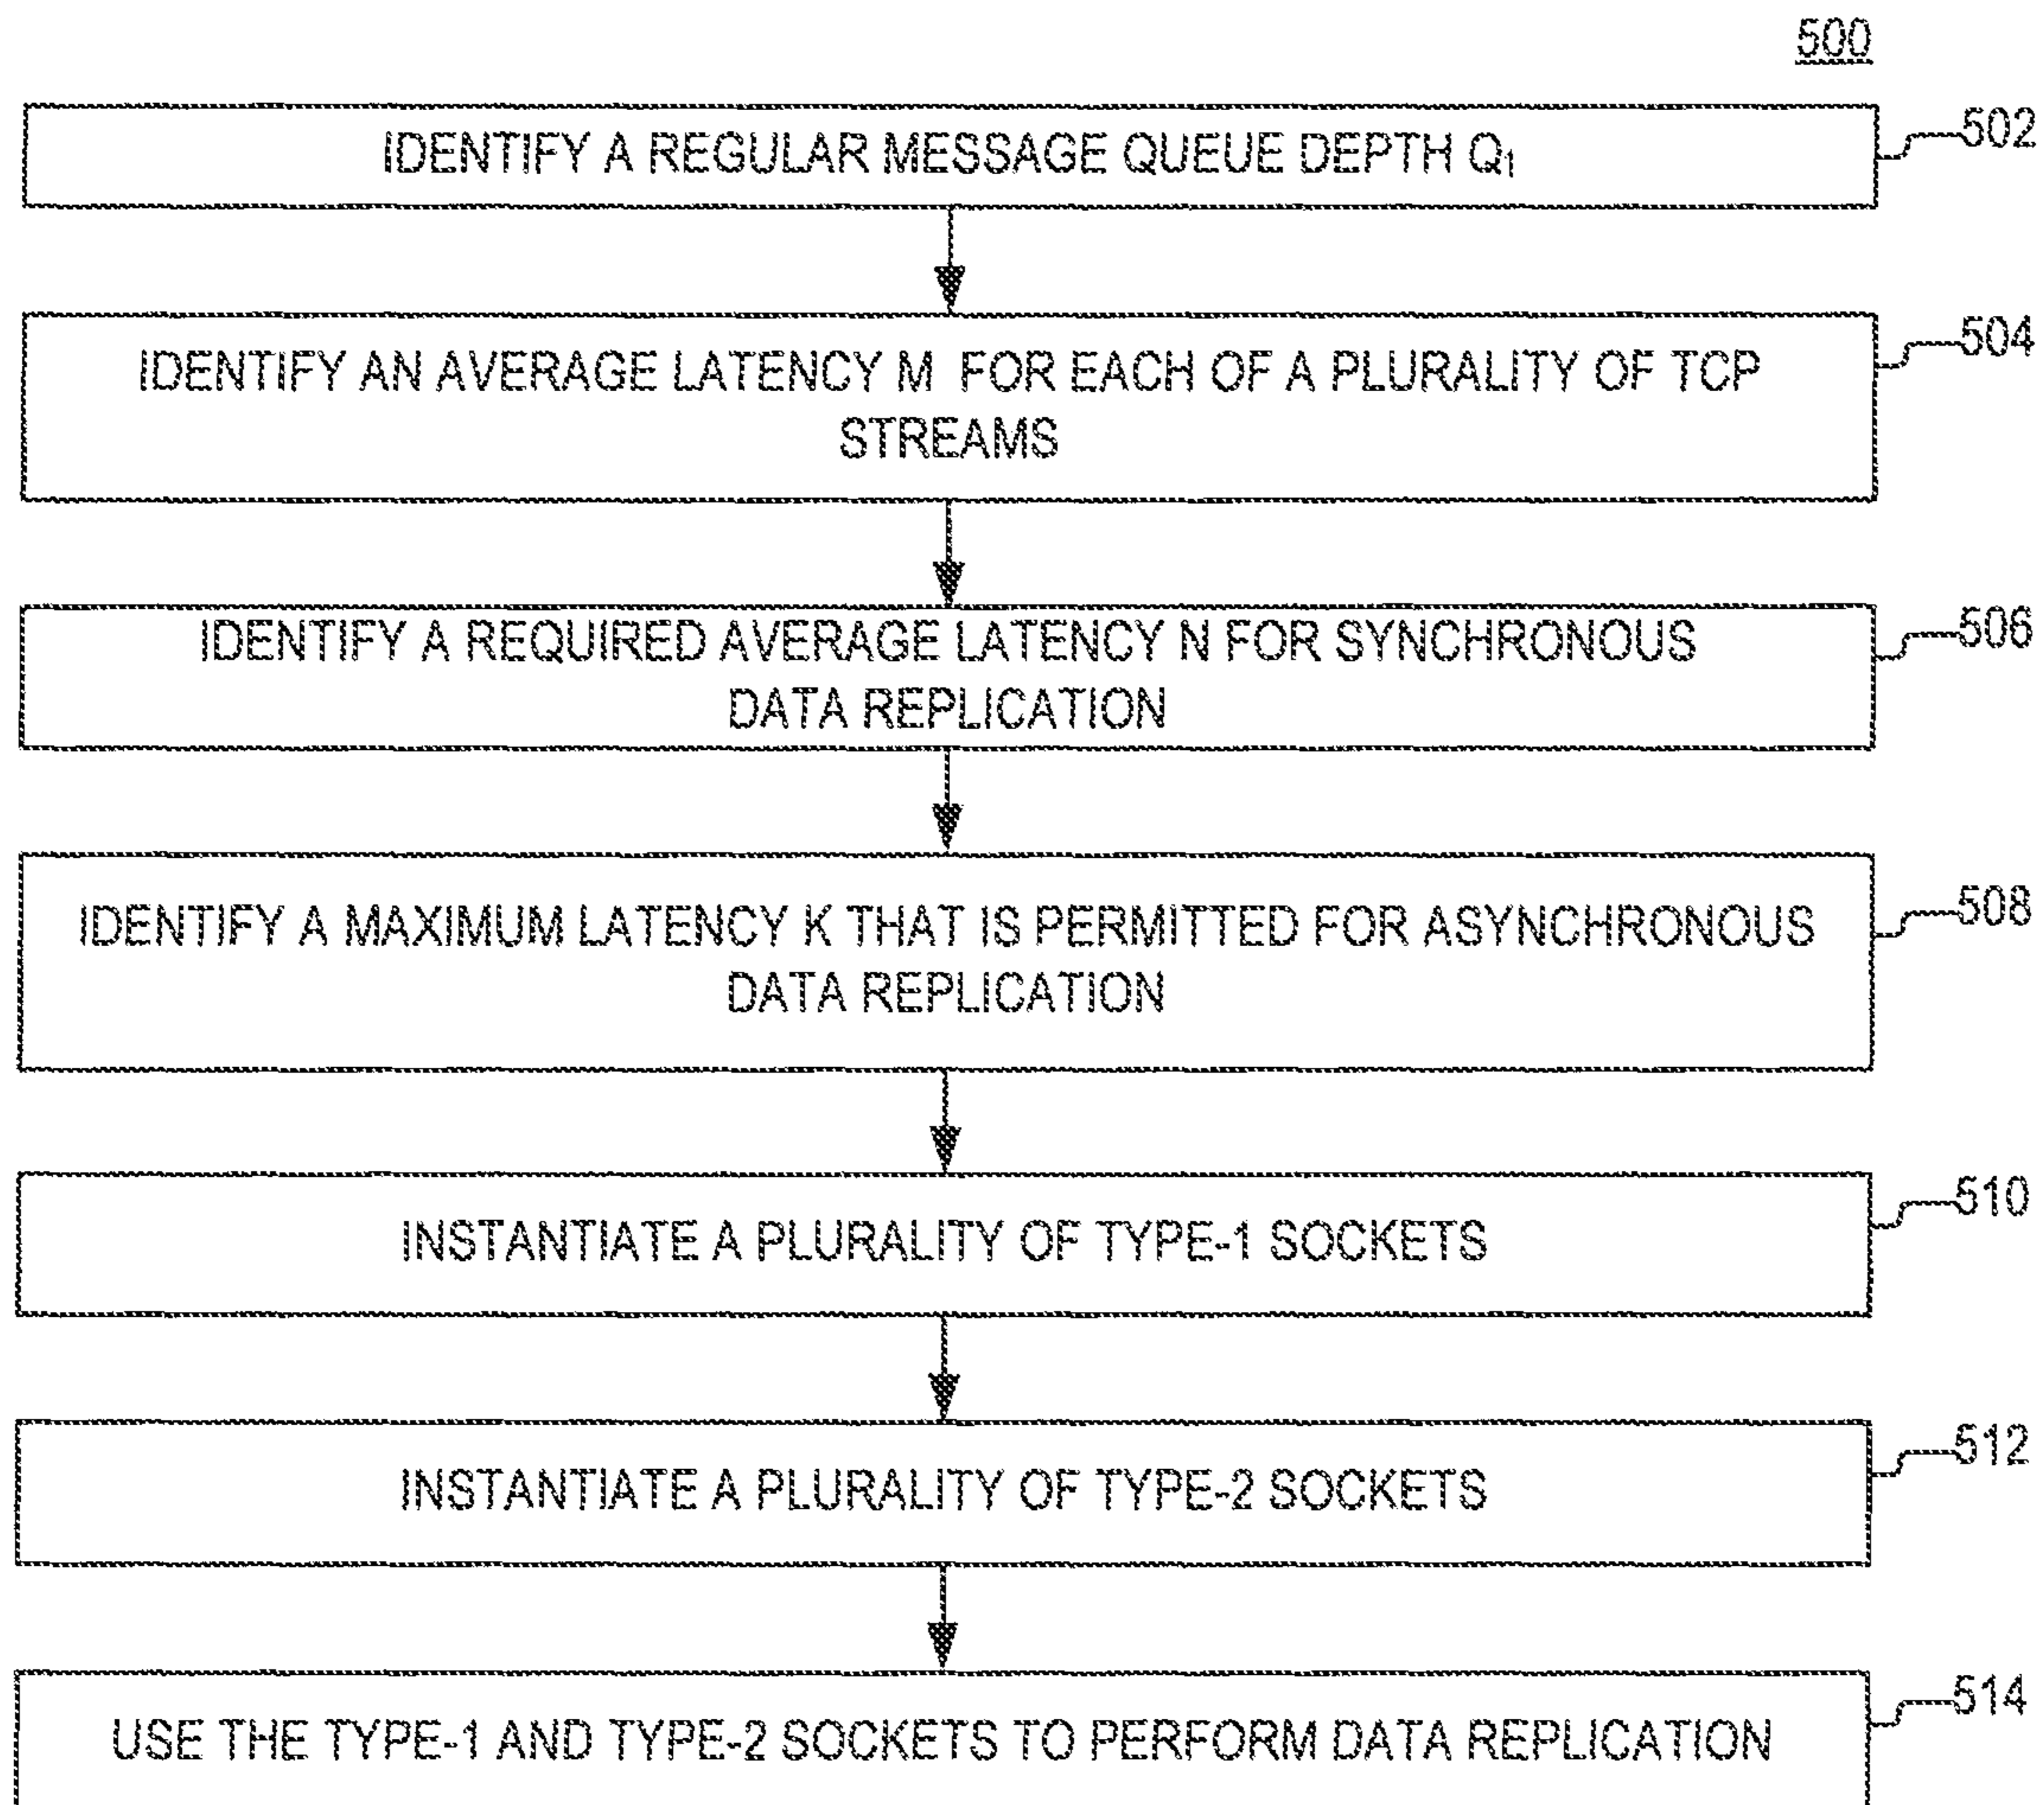 500
IDENTIFY A REGULAR MESSAGE QUEUE DEPTH Q1
502
IDENTIFY AN AVERAGE LATENCY M FOR EACH OF A PLURALITY OF TCP
STREAMS
504
IDENTIFY A REQUIRED AVERAGE LATENCY N FOR SYNCHRONOUS
DATA REPLICATION
506
IDENTIFY A MAXIMUM LATENCY K THAT IS PERMITTED FOR ASYNCHRONOUS
DATA REPLICATION
508
INSTANTIATE A PLURALITY OF TYPE-1 SOCKETS
510
INSTANTIATE A PLURALITY OF TYPE-2 SOCKETS
512
USE THE TYPE-1 AND TYPE-2 SOCKETS TO PERFORM DATA REPLICATION
514